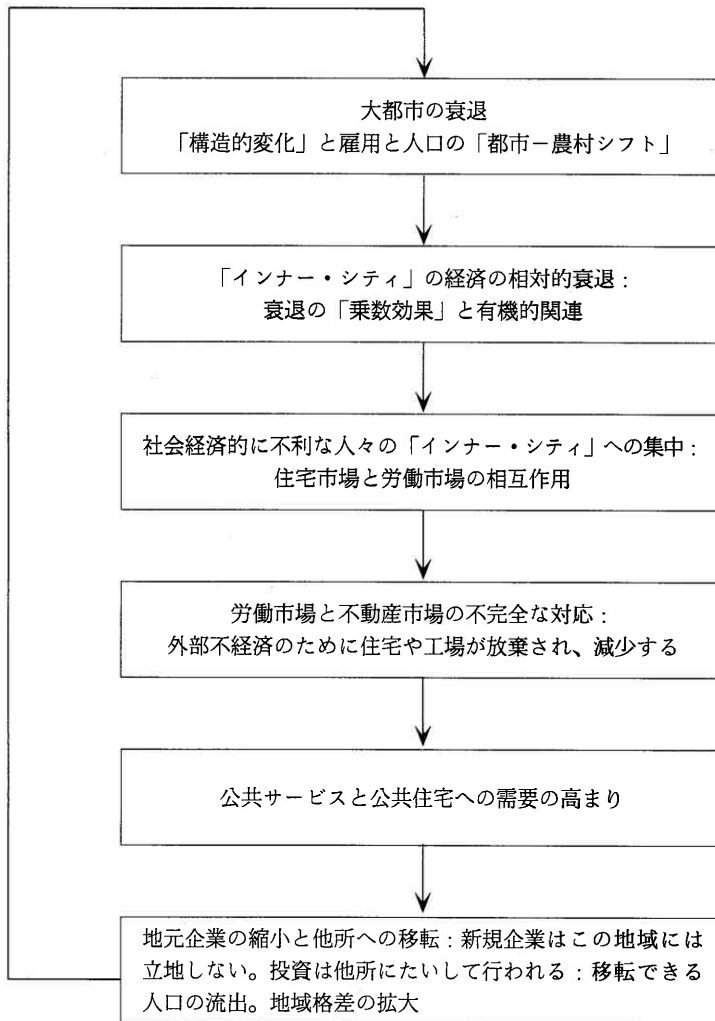 大都市の衰退
「構造的変化」と雇用と人口の「都市－農村シフト」
「インナー・シティ」の経済の相対的衰退：
衰退の「乗数効果」と有機的関連
社会経済的に不利な人々の「インナー・シティ」への集中：
住宅市場と労働市場の相互作用
労働市場と不動産市場の不完全な対応：
外部不経済のために住宅や工場が放棄され、減少する
公共サービスと公共住宅への需要の高まり
地元企業の縮小と他所への移転：新規企業はこの地域には
立地しない。投資は他所にたいして行われる：移転できる
人口の流出。地域格差の拡大